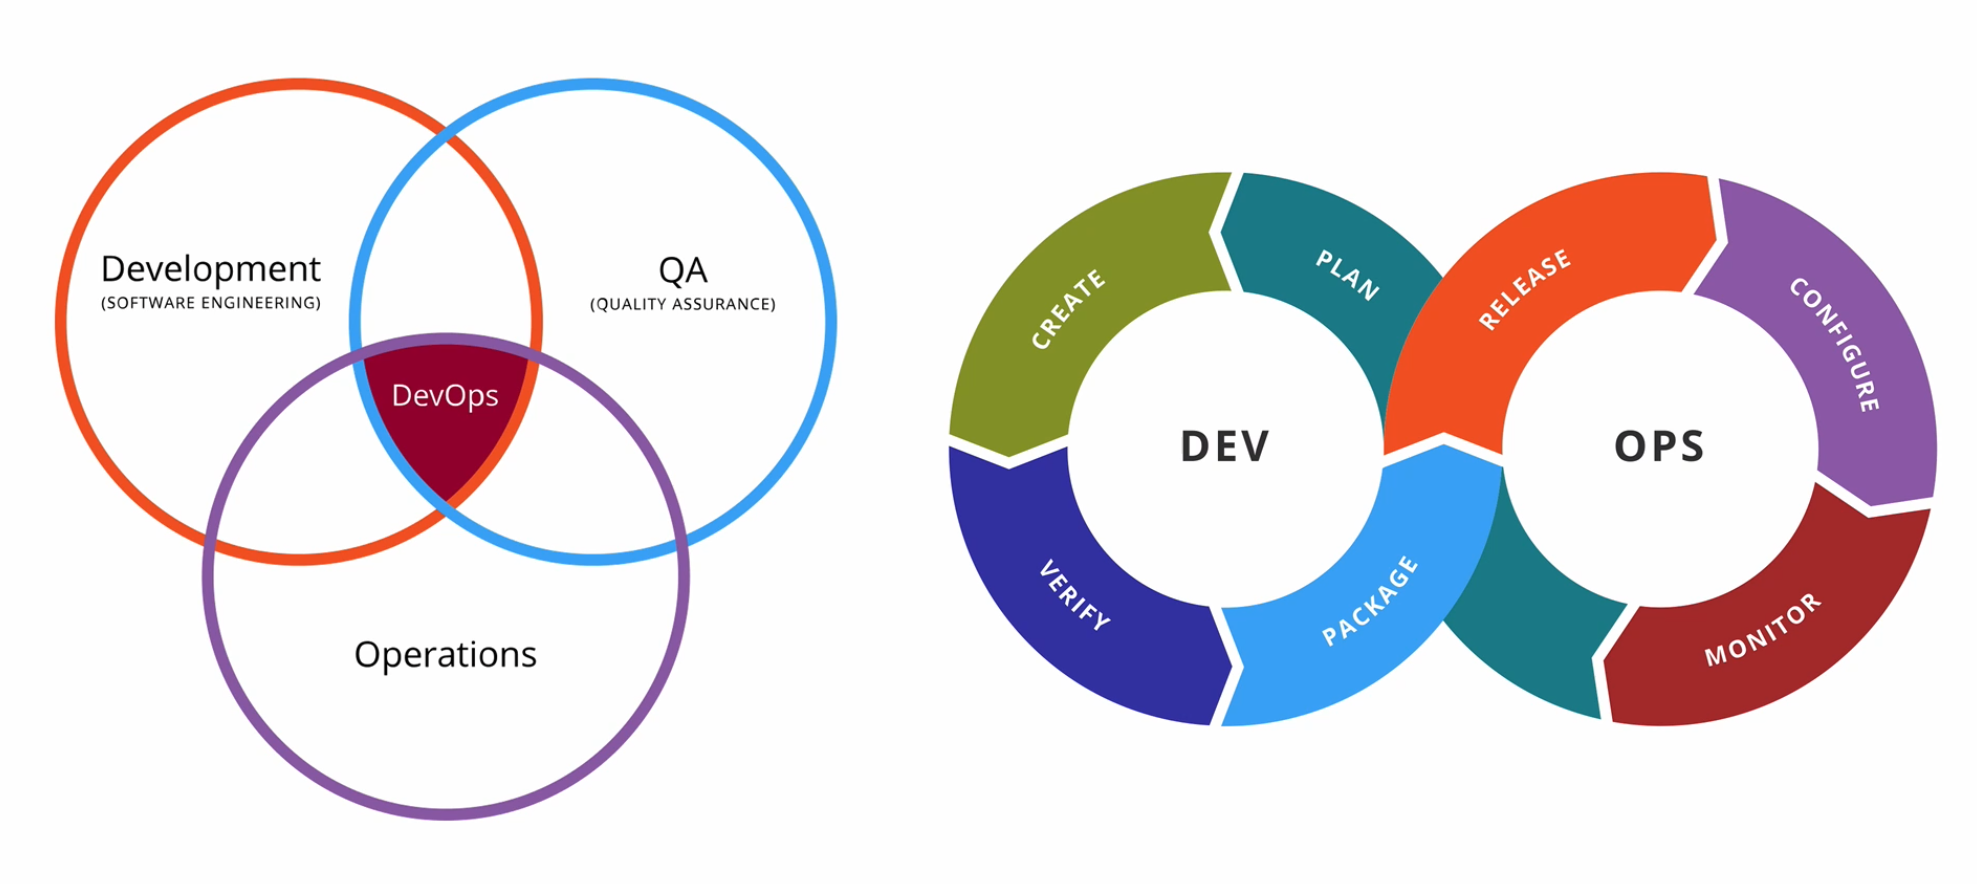 Development
(SOFTWARE ENGINEERING)
QA
(QUALITY ASSURANCE)
DevOps
Operations
CREATE
PLAN
RELEASE
CONFIGURE
DEV
OPS
VERIFY
PACKAGE
MONITOR